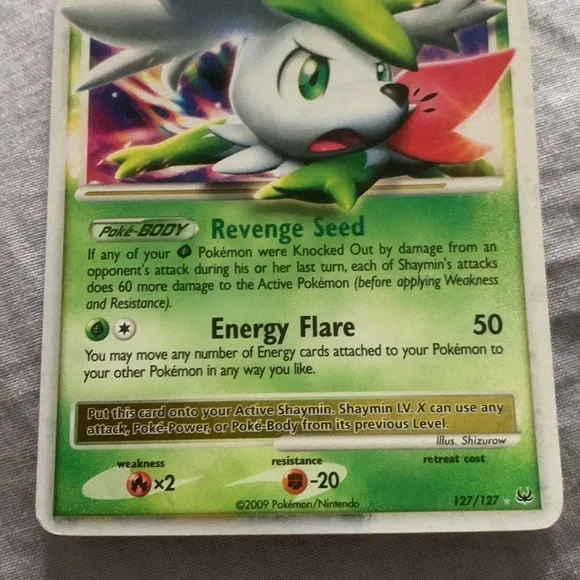 Poké-BODY Revenge Seed
If any of your Pokémon were Knocked Out by damage from an
opponent's attack during his or her last turn, each of Shaymin's attacks
does 60 more damage to the Active Pokémon (before applying Weakness
and Resistance).
Energy Flare 50
You may move any number of Energy cards attached to your Pokémon to
your other Pokémon in any way you like.
Put this card onto your Active Shaymin. Shaymin LV. X can use any
attack, Poké-Power, or Poké-Body from its previous Level.
Illus. Shizurow
weakness resistance retreat cost
×2 -20
©2009 Pokémon/Nintendo 127/127